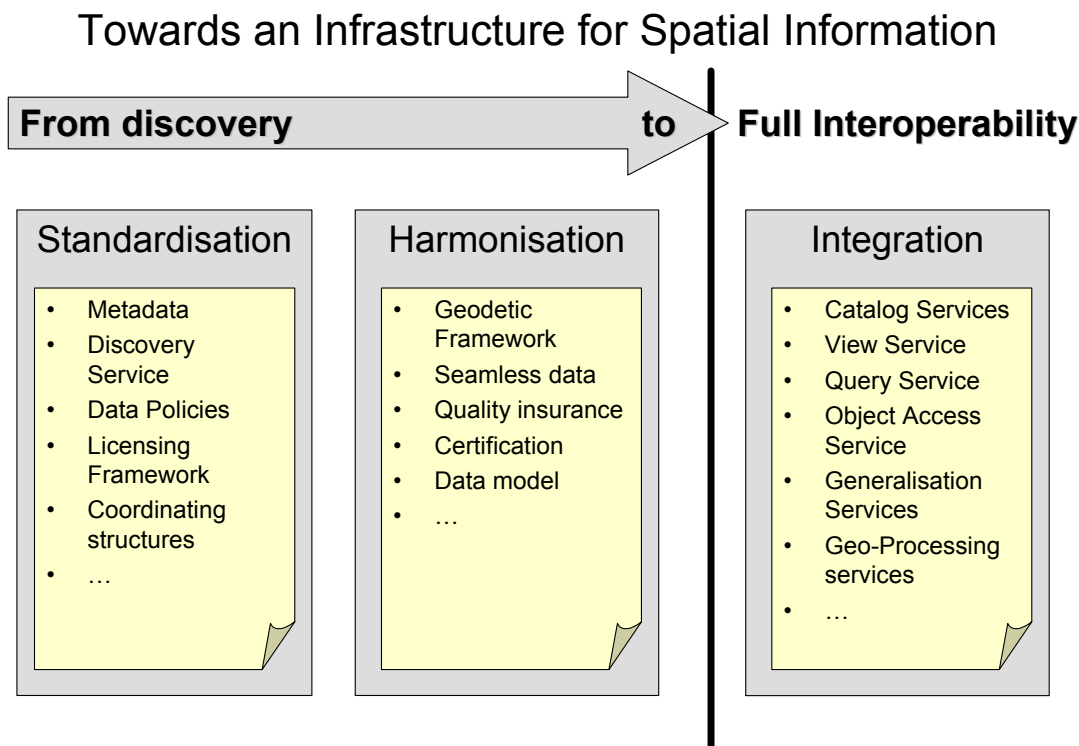 Towards an Infrastructure for Spatial Information
From discovery to Full Interoperability
Standardisation
• Metadata
• Discovery
Service
• Data Policies
• Licensing
Framework
• Coordinating
structures
• …
Harmonisation
• Geodetic
Framework
• Seamless data
• Quality insurance
• Certification
• Data model
• …
Integration
• Catalog Services
• View Service
• Query Service
• Object Access
Service
• Generalisation
Services
• Geo-Processing
services
• …